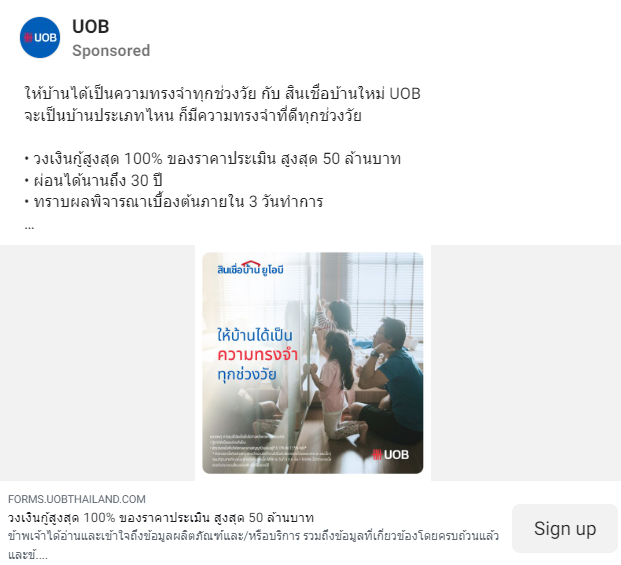 UOB
UOB
Sponsored
ให้บ้านได้เป็นความทรงจำทุกช่วงวัย กับ สินเชื่อบ้านใหม่ UOB
จะเป็นบ้านประเภทไหน ก็มีความทรงจำที่ดีทุกช่วงวัย
• วงเงินกู้สูงสุด 100% ของราคาประเมิน สูงสุด 50 ล้านบาท
• ผ่อนได้นานถึง 30 ปี
• ทราบผลพิจารณาเบื้องต้นภายใน 3 วันทำการ
...
สินเชื่อบ้าน ยูโอบี
ให้บ้านได้เป็น
ความทรงจำ
ทุกช่วงวัย
UOB
FORMS.UOBTHAILAND.COM
วงเงินกู้สูงสุด 100% ของราคาประเมิน สูงสุด 50 ล้านบาท
ข้าพเจ้าได้อ่านและเข้าใจถึงข้อมูลผลิตภัณฑ์และ/หรือบริการ รวมถึงข้อมูลที่เกี่ยวข้องโดยครบถ้วนแล้ว
และข้....
Sign up